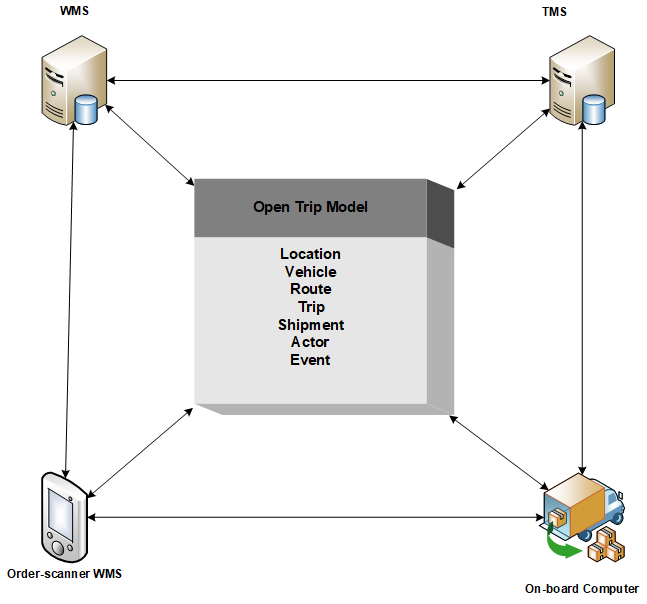 WMS
TMS
Open Trip Model
Location
Vehicle
Route
Trip
Shipment
Actor
Event
Order-scanner WMS
On-board Computer